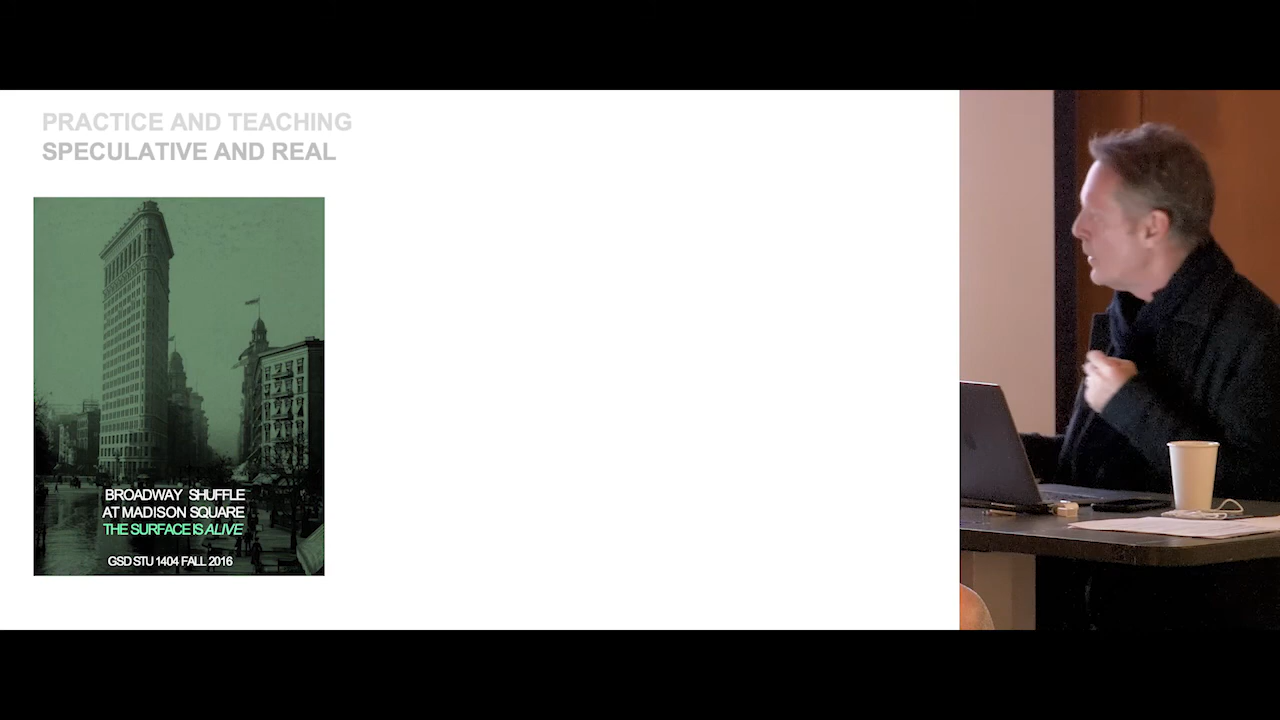 PRACTICE AND TEACHING
SPECULATIVE AND REAL
BROADWAY SHUFFLE
AT MADISON SQUARE
THE SURFACE IS ALIVE
GSD STU 1404 FALL 2016